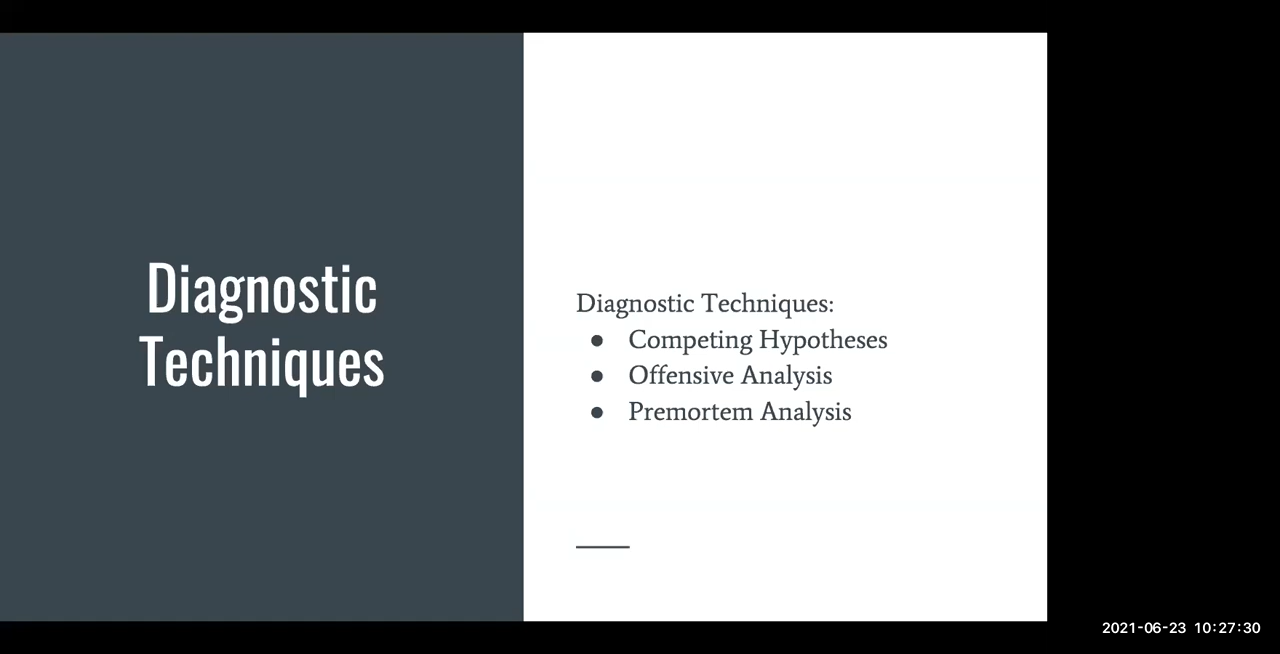 Diagnostic
Techniques
Diagnostic Techniques:
● Competing Hypotheses
● Offensive Analysis
● Premortem Analysis
2021-06-23 10:27:30